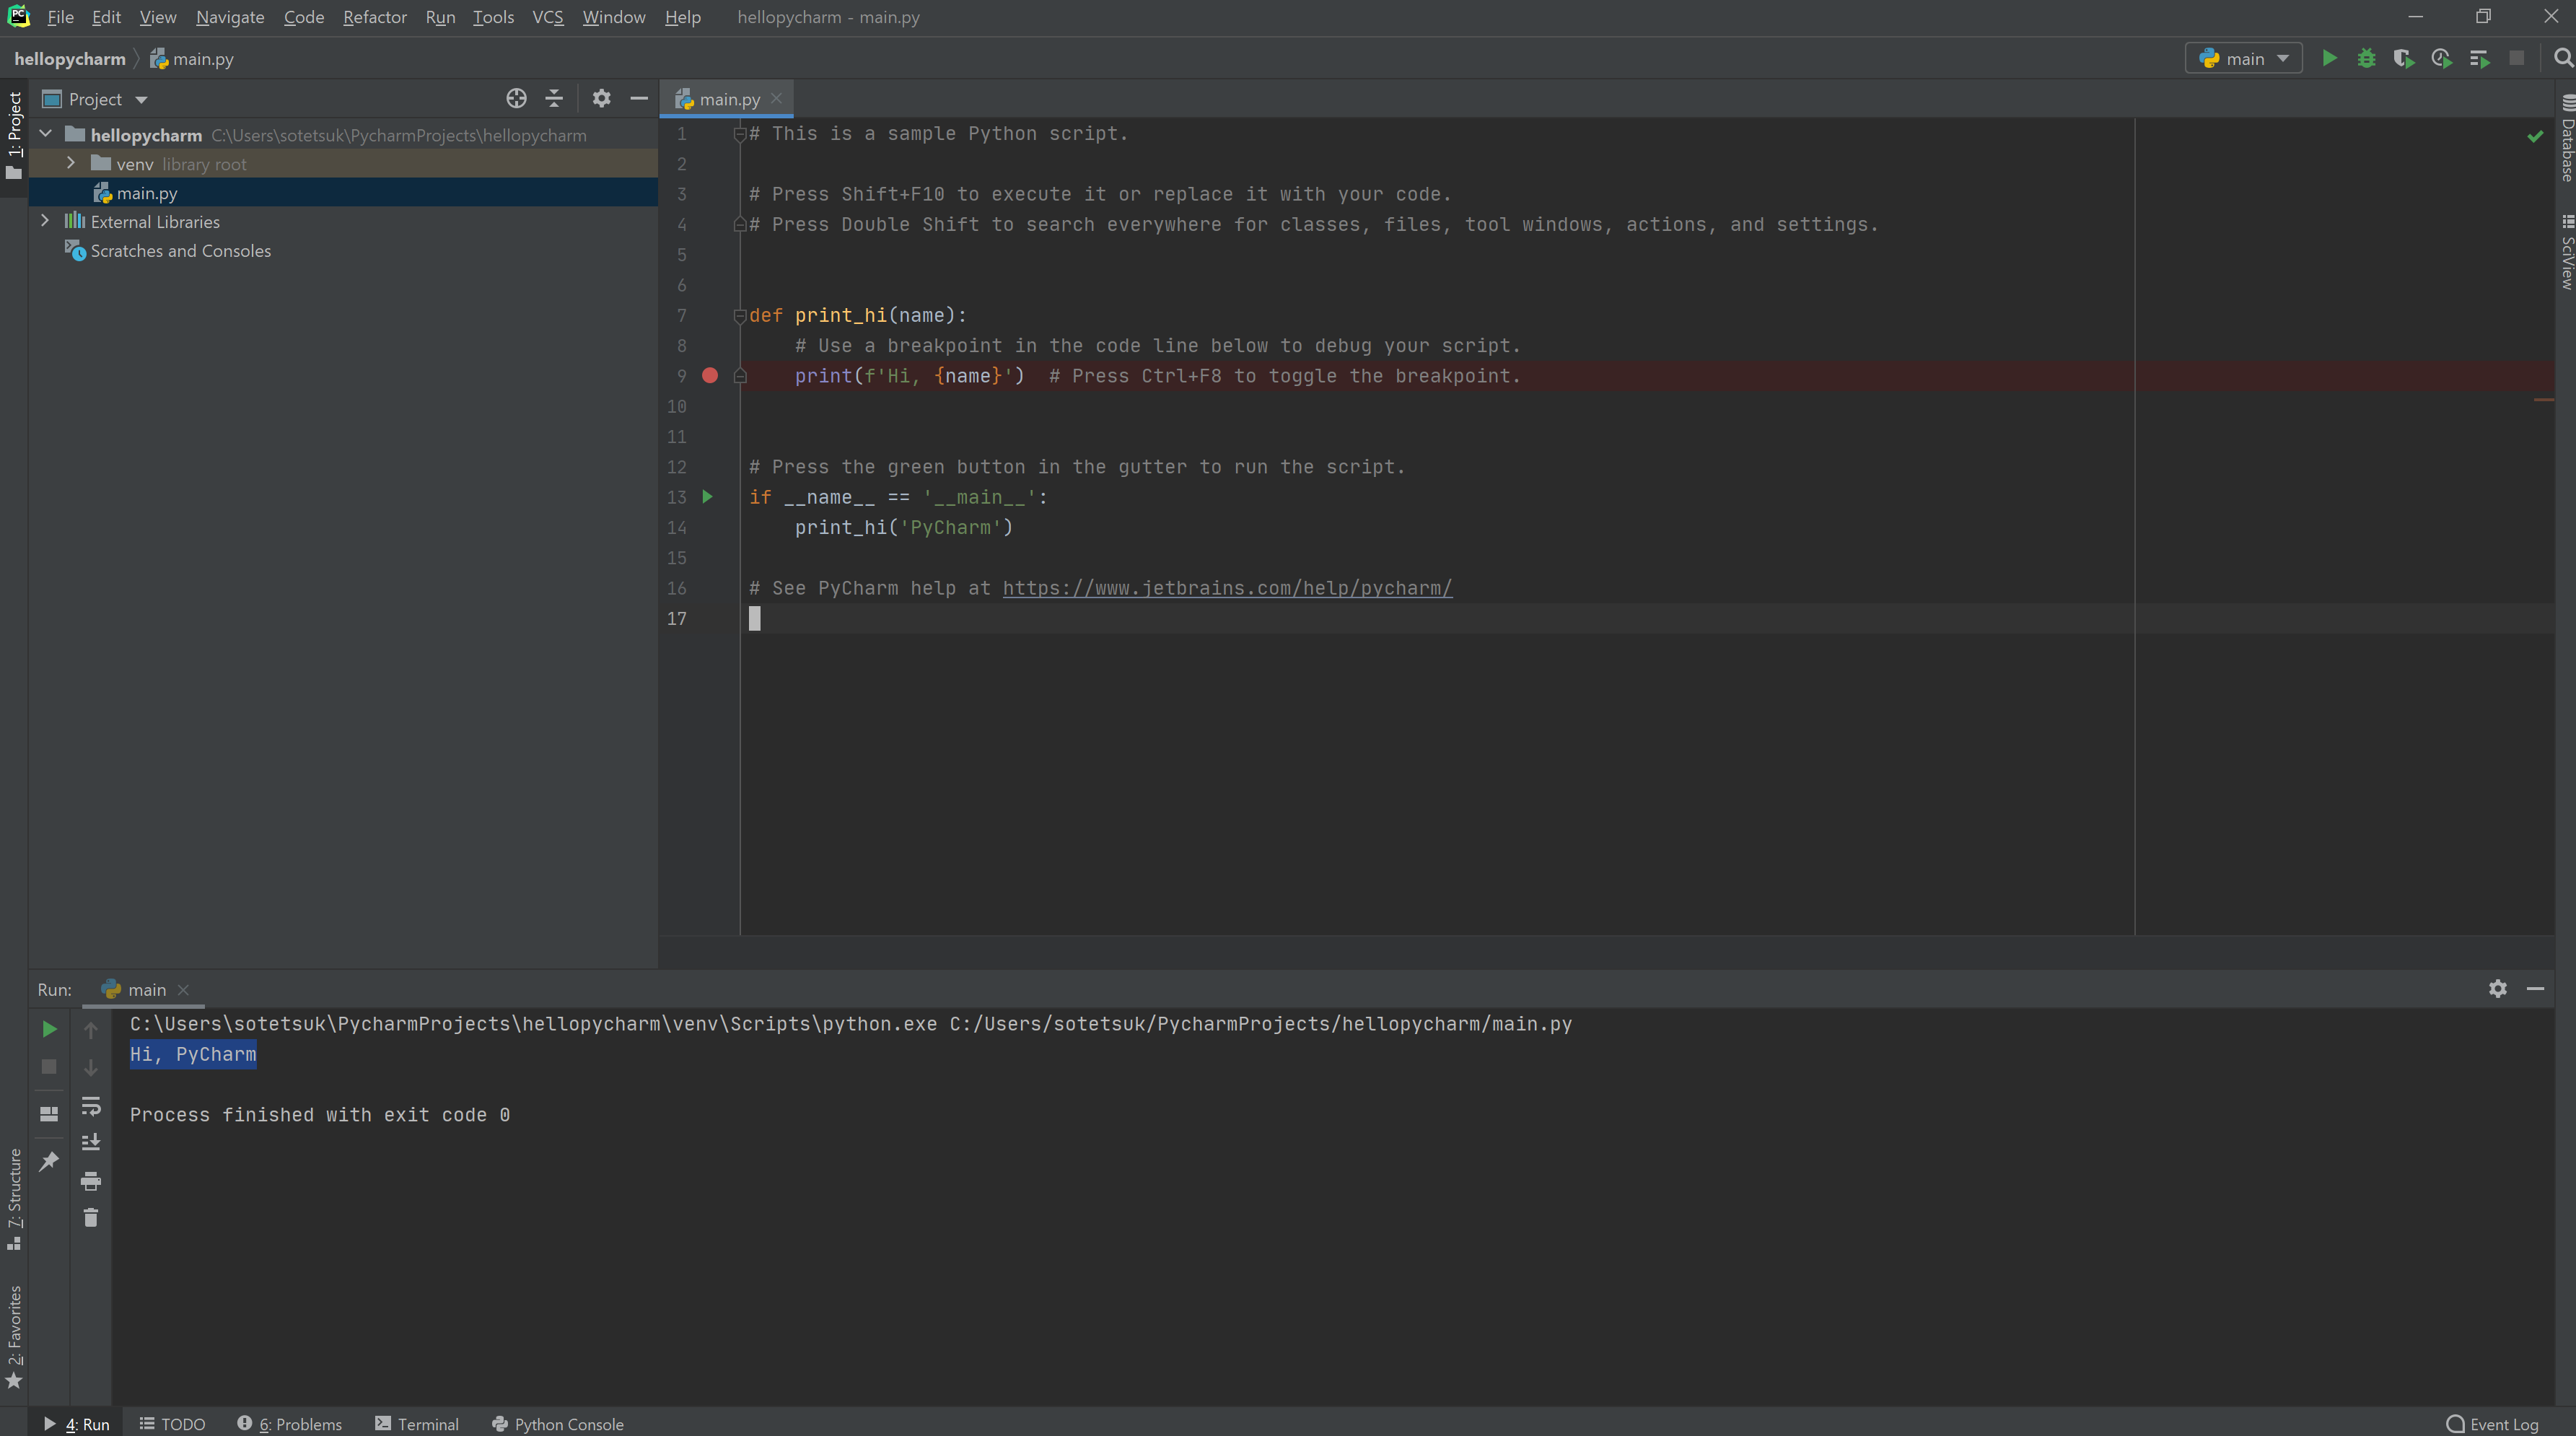 PC File Edit View Navigate Code Refactor Run Tools VCS Window Help hellopycharm - main.py
hellopycharm main.py
main
1: Project
Project
hellopycharm C:\Users\sotetsuk\PycharmProjects\hellopycharm
venv library root
main.py
External Libraries
Scratches and Consoles
main.py
1 # This is a sample Python script.
2
3 # Press Shift+F10 to execute it or replace it with your code.
4 # Press Double Shift to search everywhere for classes, files, tool windows, actions, and settings.
5
6
7 def print_hi(name):
8     # Use a breakpoint in the code line below to debug your script.
9     print(f'Hi, {name}')  # Press Ctrl+F8 to toggle the breakpoint.
10
11
12 # Press the green button in the gutter to run the script.
13 if __name__ == '__main__':
14     print_hi('PyCharm')
15
16 # See PyCharm help at https://www.jetbrains.com/help/pycharm/
17
Database
SciView
Run: main
C:\Users\sotetsuk\PycharmProjects\hellopycharm\venv\Scripts\python.exe C:/Users/sotetsuk/PycharmProjects/hellopycharm/main.py
Hi, PyCharm
Process finished with exit code 0
7: Structure
2: Favorites
4: Run TODO 6: Problems Terminal Python Console Event Log